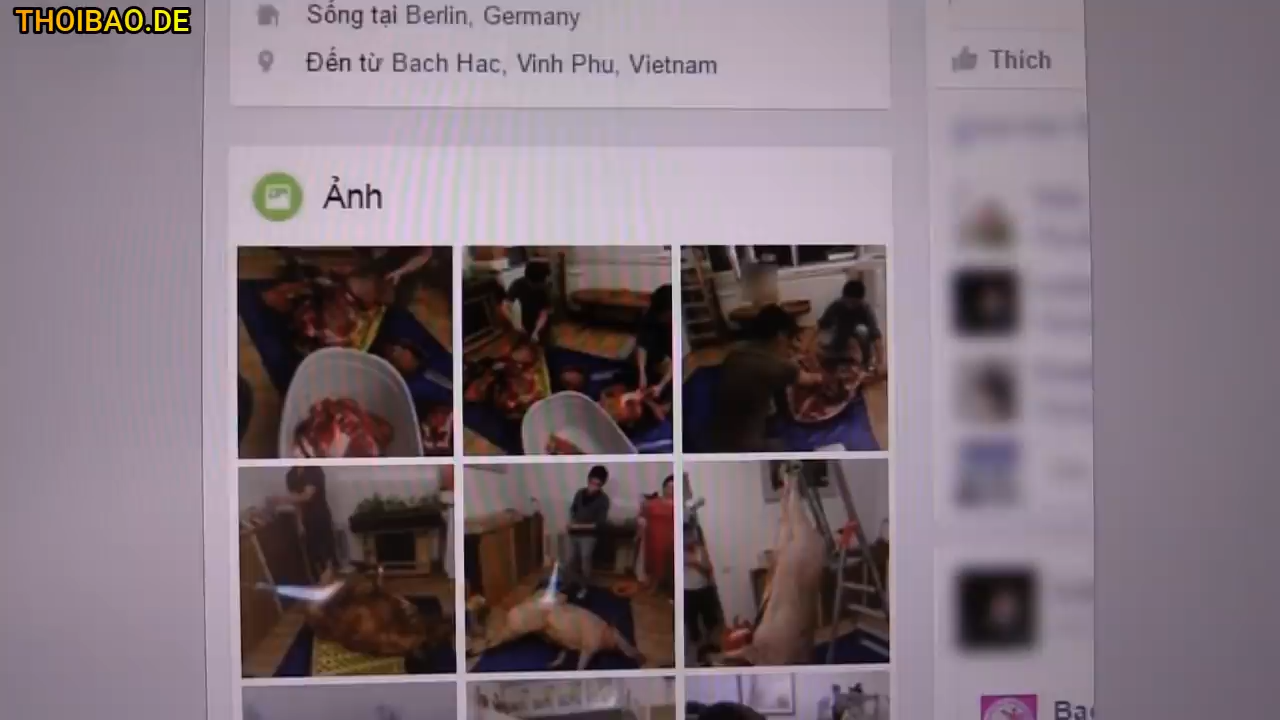 THOIBAO.DE
Sống tại Berlin, Germany
Đến từ Bach Hac, Vinh Phu, Vietnam
Thích
Ảnh